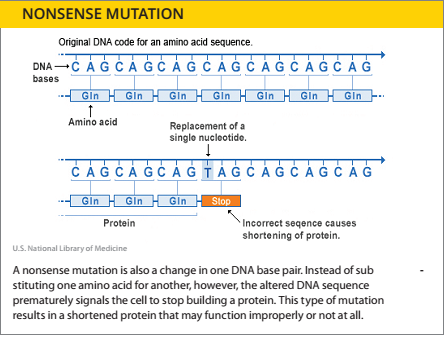 NONSENSE MUTATION
Original DNA code for an amino acid sequence.
DNA bases
C A G C A G C A G C A G C A G C A G C A G
Gln Gln Gln Gln Gln Gln Gln
Amino acid
Replacement of a
single nucleotide.
C A G C A G C A G T A G C A G C A G C A G
Gln Gln Gln Stop
Protein
Incorrect seqence causes
shortening of protein.
U.S. National Library of Medicine
A nonsense mutation is also a change in one DNA base pair. Instead of sub -
stituting one amino acid for another, however, the altered DNA sequence
prematurely signals the cell to stop building a protein. This type of mutation
results in a shortened protein that may function improperly or not at all.